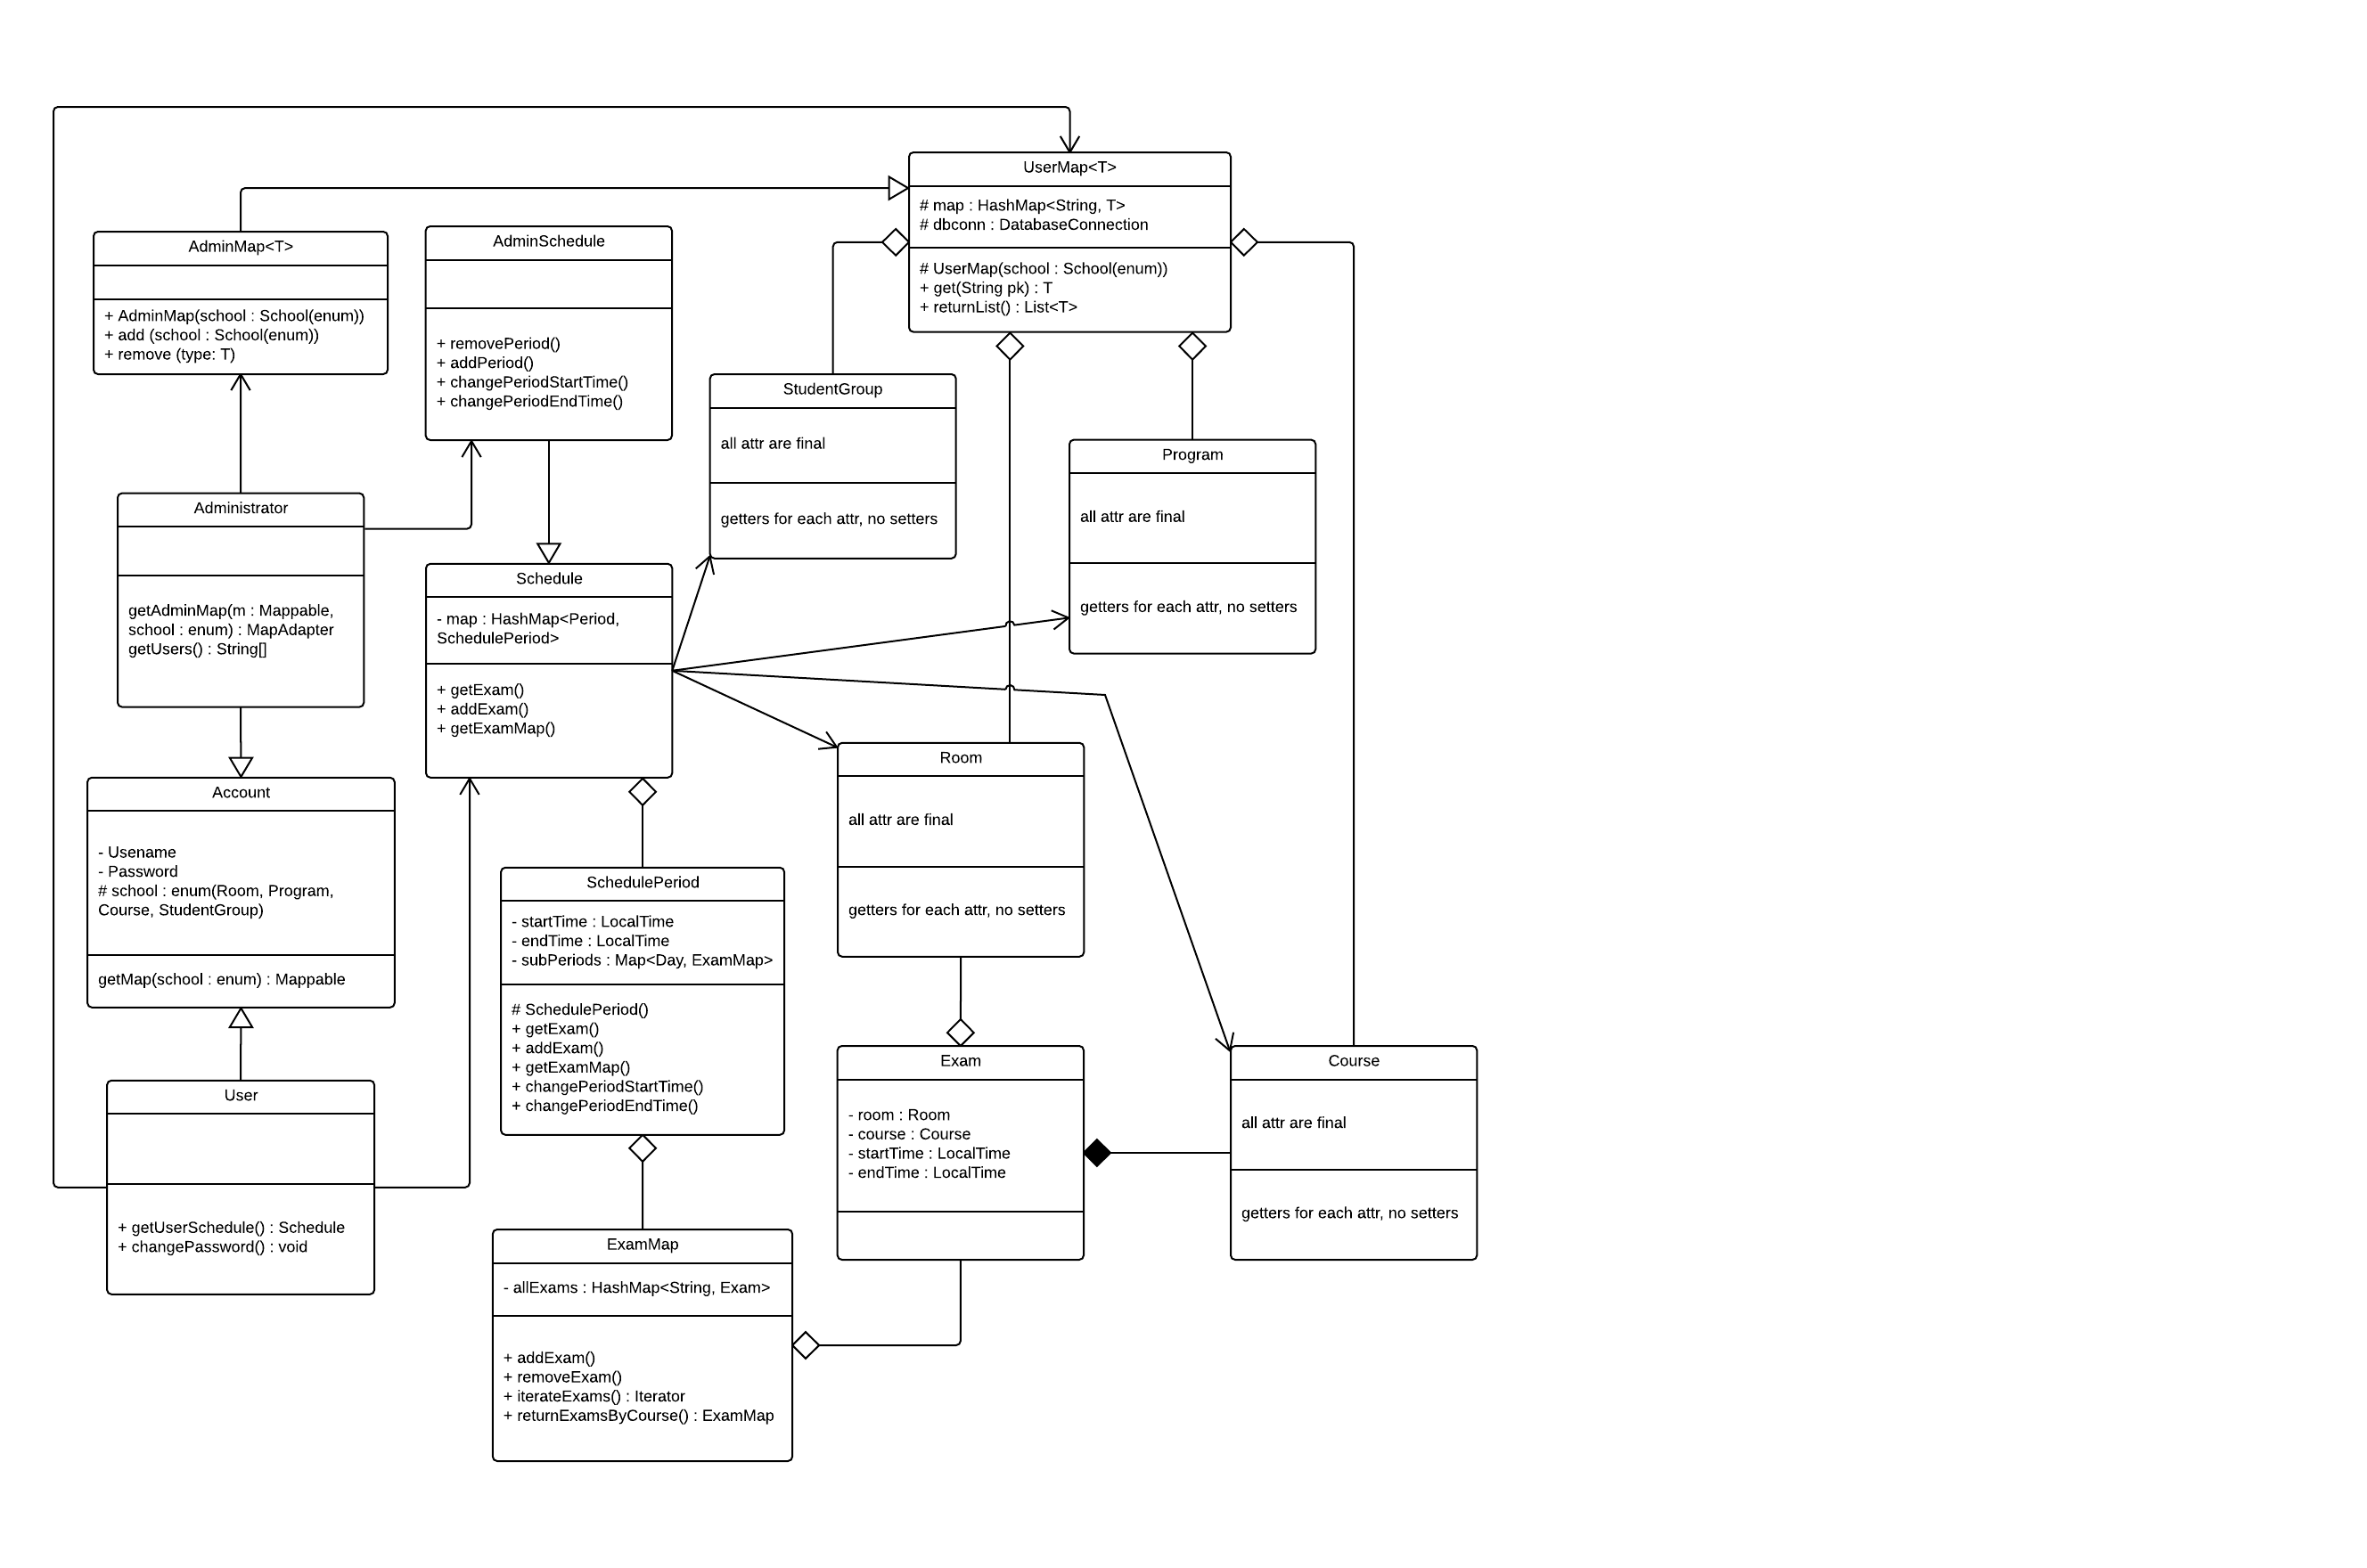 UserMap<T>
# map : HashMap<String, T>
# dbconn : DatabaseConnection
# UserMap(school : School(enum))
+ get(String pk) : T
+ returnList() : List<T>
AdminMap<T>
+ AdminMap(school : School(enum))
+ add (school : School(enum))
+ remove (type: T)
AdminSchedule
+ removePeriod()
+ addPeriod()
+ changePeriodStartTime()
+ changePeriodEndTime()
StudentGroup
all attr are final
getters for each attr, no setters
Program
all attr are final
getters for each attr, no setters
Administrator
getAdminMap(m : Mappable,
school : enum) : MapAdapter
getUsers() : String[]
Schedule
- map : HashMap<Period,
SchedulePeriod>
+ getExam()
+ addExam()
+ getExamMap()
Room
all attr are final
getters for each attr, no setters
Account
- Usename
- Password
# school : enum(Room, Program,
Course, StudentGroup)
getMap(school : enum) : Mappable
SchedulePeriod
- startTime : LocalTime
- endTime : LocalTime
- subPeriods : Map<Day, ExamMap>
# SchedulePeriod()
+ getExam()
+ addExam()
+ getExamMap()
+ changePeriodStartTime()
+ changePeriodEndTime()
Exam
- room : Room
- course : Course
- startTime : LocalTime
- endTime : LocalTime
Course
all attr are final
getters for each attr, no setters
User
+ getUserSchedule() : Schedule
+ changePassword() : void
ExamMap
- allExams : HashMap<String, Exam>
+ addExam()
+ removeExam()
+ iterateExams() : Iterator
+ returnExamsByCourse() : ExamMap